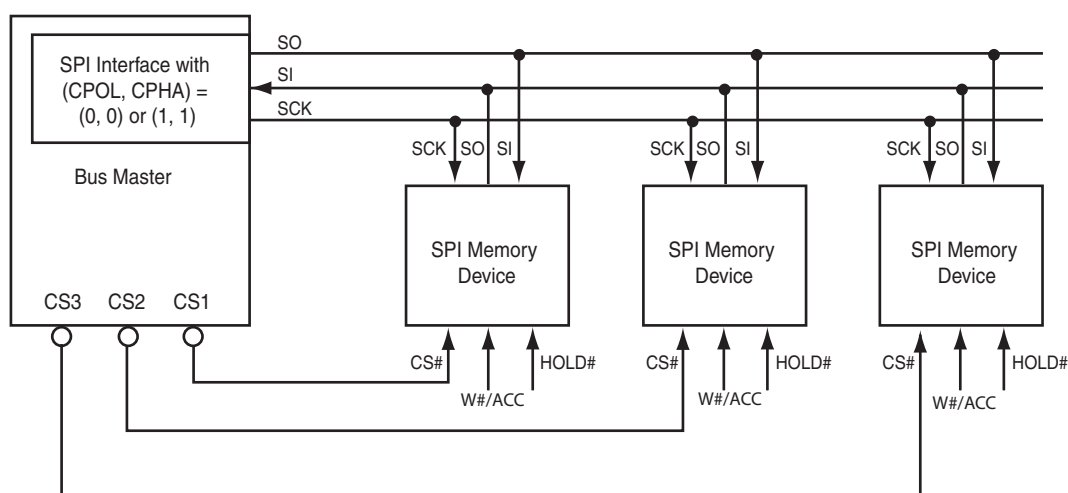 SO
SI
SCK
SPI Interface with
(CPOL, CPHA) =
(0, 0) or (1, 1)
Bus Master
SCK SO SI
SCK SO SI
SCK SO SI
SPI Memory
Device
SPI Memory
Device
SPI Memory
Device
CS3 CS2 CS1
CS#
W#/ACC
HOLD#
CS#
W#/ACC
HOLD#
CS#
W#/ACC
HOLD#